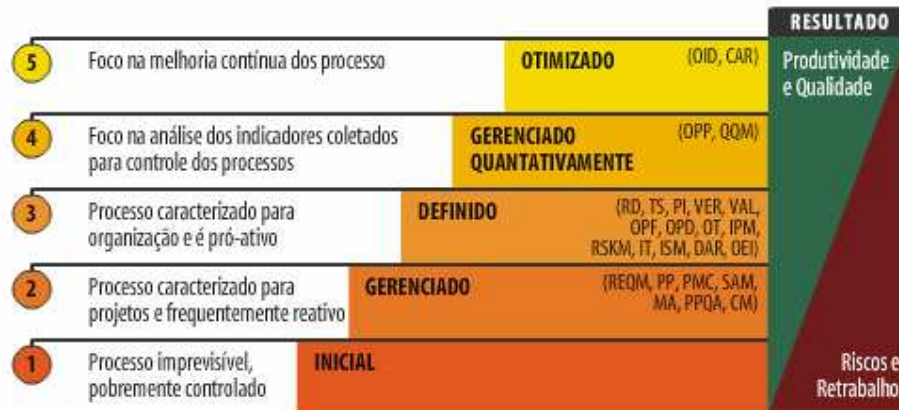 RESULTADO
5
Foco na melhoria contínua dos processo
OTIMIZADO
(OID, CAR)
Produtividade
e Qualidade
4
Foco na análise dos indicadores coletados
para controle dos processos
GERENCIADO
QUANTATIVAMENTE
(OPP, QQM)
3
Processo caracterizado para
organização e é pró-ativo
DEFINIDO
(RD, TS, PI, VER, VAL,
OPF, OPD, OT, IPM,
RSKM, IT, ISM, DAR, OEI)
2
Processo caracterizado para
projetos e frequentemente reativo
GERENCIADO
(REQM, PP, PMC, SAM,
MA, PPQA, CM)
1
Processo imprevisível,
pobremente controlado
INICIAL
Riscos e
Retrabalho